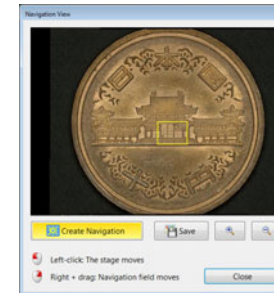 Navigation View
Create Navigation
Save
Left-click: The stage moves
Right + drag: Navigation field moves
Close